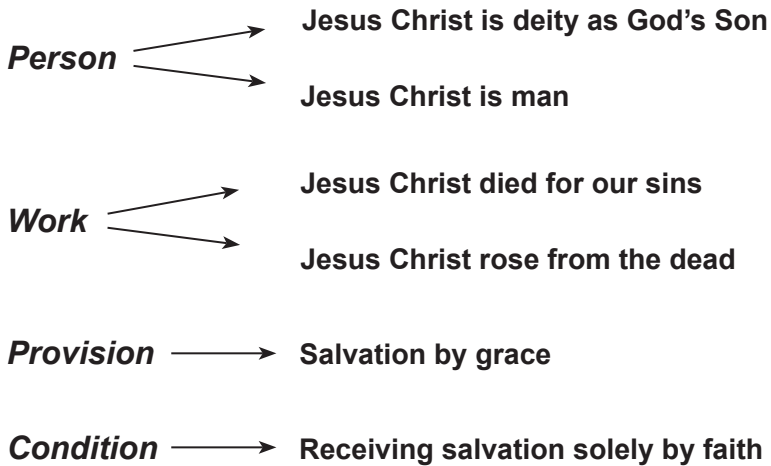 Person
Jesus Christ is deity as God’s Son
Jesus Christ is man
Work
Jesus Christ died for our sins
Jesus Christ rose from the dead
Provision
Salvation by grace
Condition
Receiving salvation solely by faith